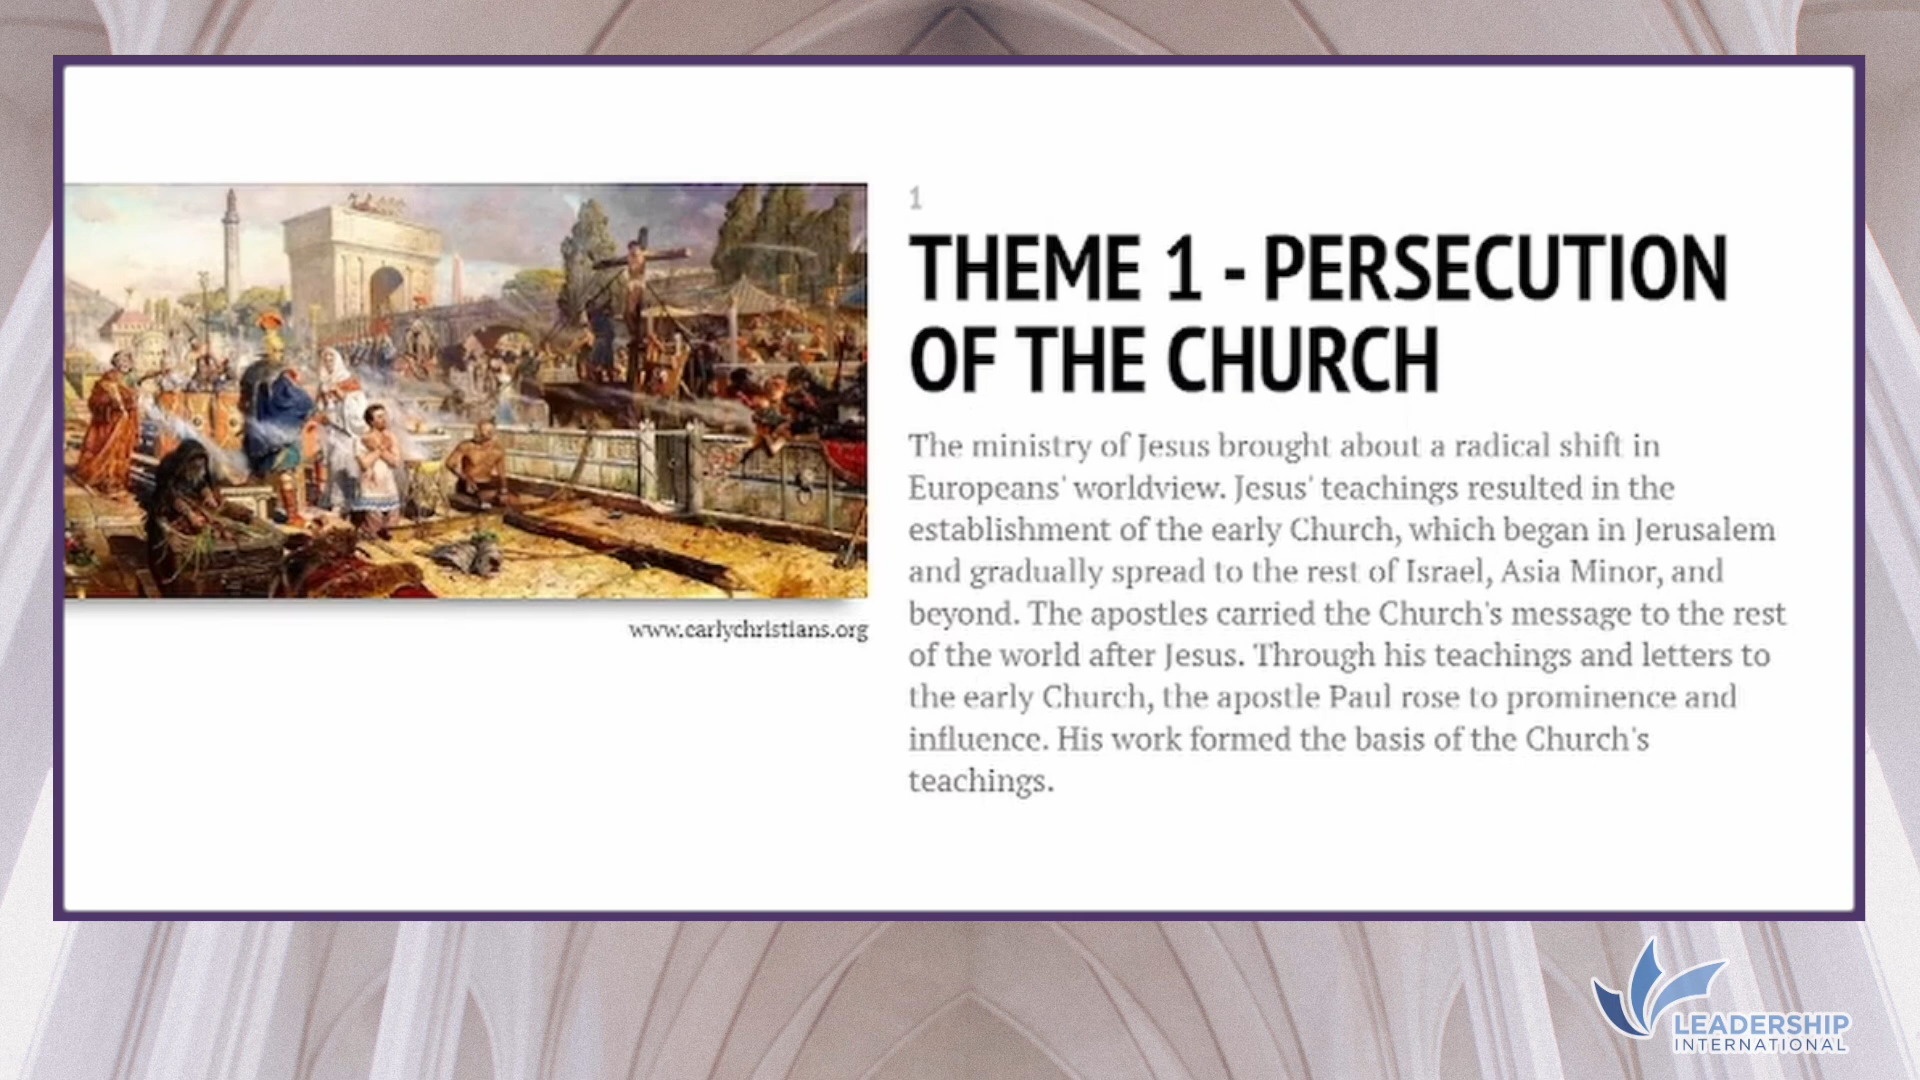 1
THEME 1 - PERSECUTION
OF THE CHURCH
The ministry of Jesus brought about a radical shift in
Europeans' worldview. Jesus' teachings resulted in the
establishment of the early Church, which began in Jerusalem
and gradually spread to the rest of Israel, Asia Minor, and
beyond. The apostles carried the Church's message to the rest
of the world after Jesus. Through his teachings and letters to
the early Church, the apostle Paul rose to prominence and
influence. His work formed the basis of the Church's
teachings.
www.earlychristians.org
LEADERSHIP
INTERNATIONAL